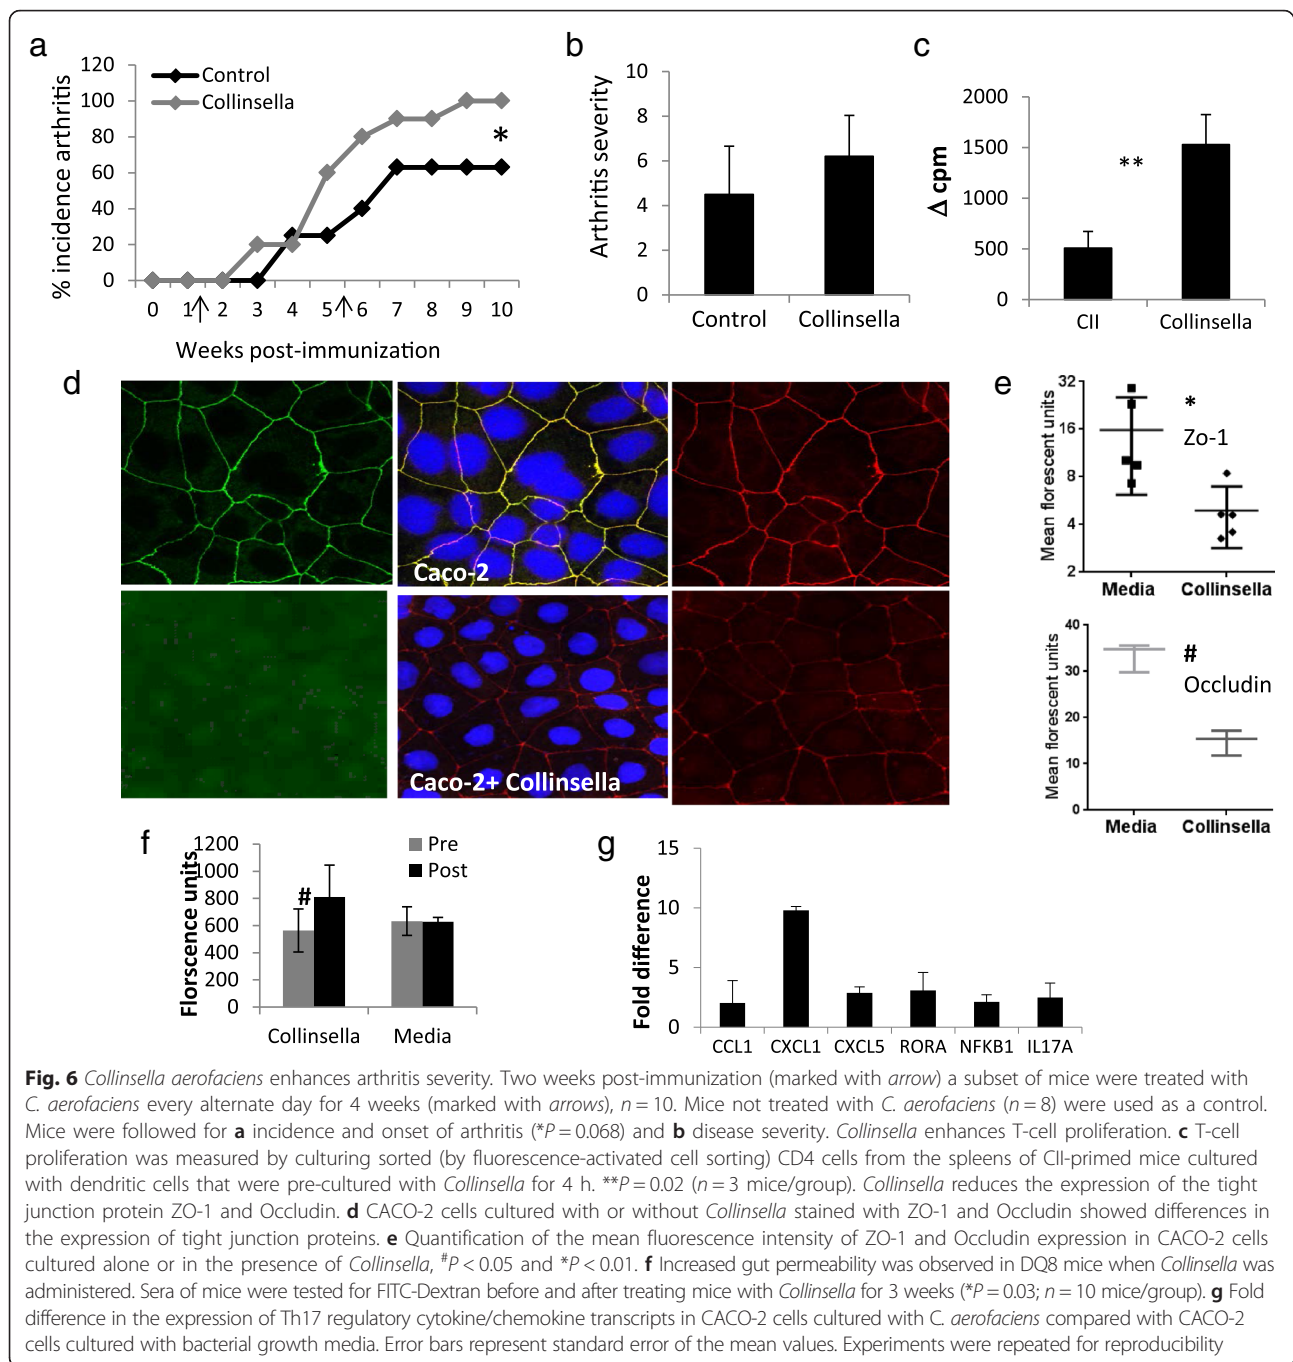 a
120
100
80
60
40
20
0
% incidence arthritis
Control
Collinsella
*
0 1 2 3 4 5 6 7 8 9 10
Weeks post-immunization
b
10
8
6
4
2
0
Arthritis severity
Control Collinsella
c
2000
1500
1000
500
0
Δ cpm
**
CII Collinsella
d
Caco-2
Caco-2+ Collinsella
e
32
16
8
4
2
Mean florescent units
*
Zo-1
Media Collinsella
40
30
20
10
0
Mean florescent units
#
Occludin
Media Collinsella
f
1200
1000
800
600
400
200
0
Florscence units
Pre
Post
#
Collinsella Media
g
15
10
5
0
Fold difference
CCL1 CXCL1 CXCL5 RORA NFKB1 IL17A
Fig. 6 Collinsella aerofaciens enhances arthritis severity. Two weeks post-immunization (marked with arrow) a subset of mice were treated with
C. aerofaciens every alternate day for 4 weeks (marked with arrows), n = 10. Mice not treated with C. aerofaciens (n = 8) were used as a control.
Mice were followed for a incidence and onset of arthritis (*P = 0.068) and b disease severity. Collinsella enhances T-cell proliferation. c T-cell
proliferation was measured by culturing sorted (by fluorescence-activated cell sorting) CD4 cells from the spleens of CII-primed mice cultured
with dendritic cells that were pre-cultured with Collinsella for 4 h. **P = 0.02 (n = 3 mice/group). Collinsella reduces the expression of the tight
junction protein ZO-1 and Occludin. d CACO-2 cells cultured with or without Collinsella stained with ZO-1 and Occludin showed differences in
the expression of tight junction proteins. e Quantification of the mean fluorescence intensity of ZO-1 and Occludin expression in CACO-2 cells
cultured alone or in the presence of Collinsella, #P < 0.05 and *P < 0.01. f Increased gut permeability was observed in DQ8 mice when Collinsella was
administered. Sera of mice were tested for FITC-Dextran before and after treating mice with Collinsella for 3 weeks (*P = 0.03; n = 10 mice/group). g Fold
difference in the expression of Th17 regulatory cytokine/chemokine transcripts in CACO-2 cells cultured with C. aerofaciens compared with CACO-2
cells cultured with bacterial growth media. Error bars represent standard error of the mean values. Experiments were repeated for reproducibility